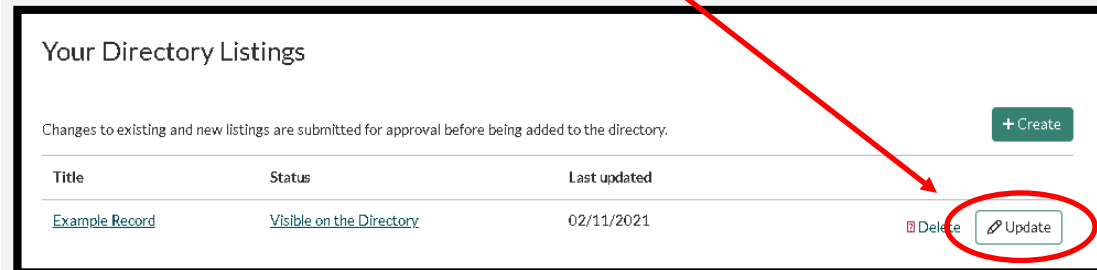 Your Directory Listings
Changes to existing and new listings are submitted for approval before being added to the directory.
+ Create
Title Status Last updated
Example Record Visible on the Directory 02/11/2021 Delete Update